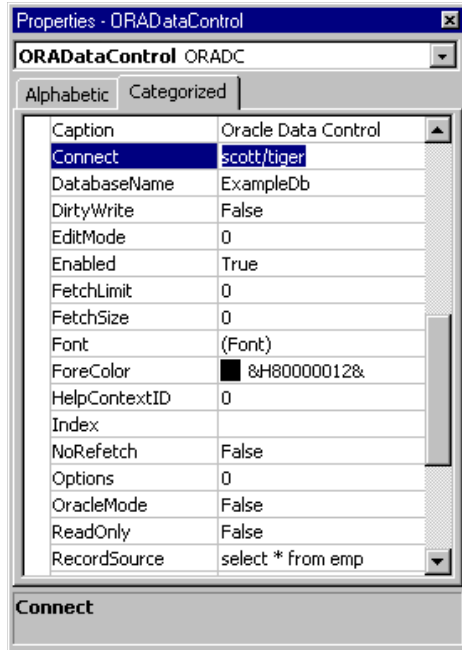 Properties - ORADataControl
ORADataControl ORADC
Alphabetic Categorized
Caption Oracle Data Control
Connect scott/tiger
DatabaseName ExampleDb
DirtyWrite False
EditMode 0
Enabled True
FetchLimit 0
FetchSize 0
Font (Font)
ForeColor &H80000012&
HelpContextID 0
Index
NoRefetch False
Options 0
OracleMode False
ReadOnly False
RecordSource select * from emp
Connect